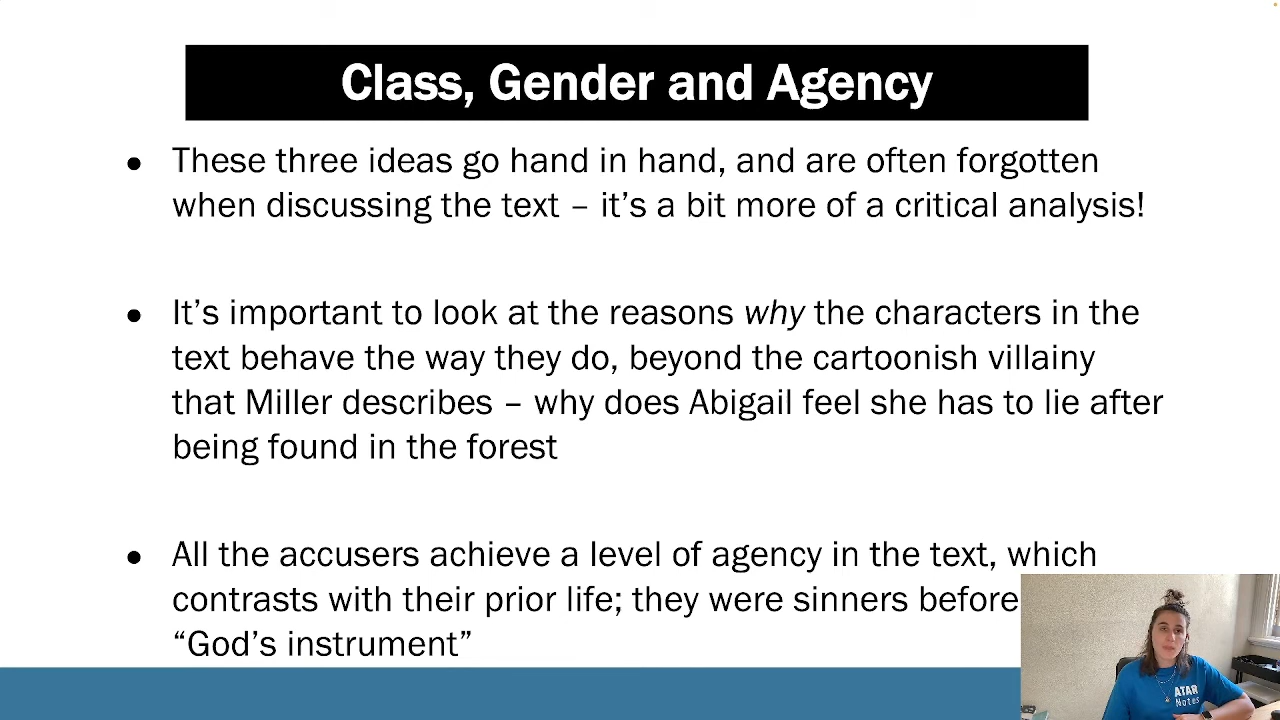 Class, Gender and Agency
● These three ideas go hand in hand, and are often forgotten
when discussing the text – it’s a bit more of a critical analysis!
● It’s important to look at the reasons why the characters in the
text behave the way they do, beyond the cartoonish villainy
that Miller describes – why does Abigail feel she has to lie after
being found in the forest
● All the accusers achieve a level of agency in the text, which
contrasts with their prior life; they were sinners before
“God’s instrument”
ATAR
Notes